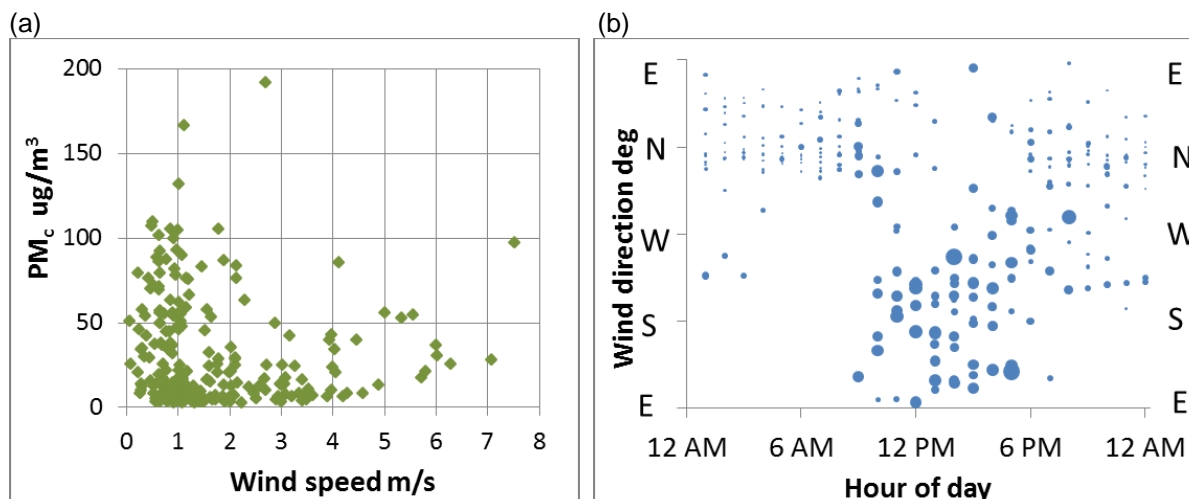 (a)
(b)
PMc ug/m³
200
150
100
50
0
0 1 2 3 4 5 6 7 8
Wind speed m/s
Wind direction deg
E E
N N
W W
S S
E E
12 AM 6 AM 12 PM 6 PM 12 AM
Hour of day